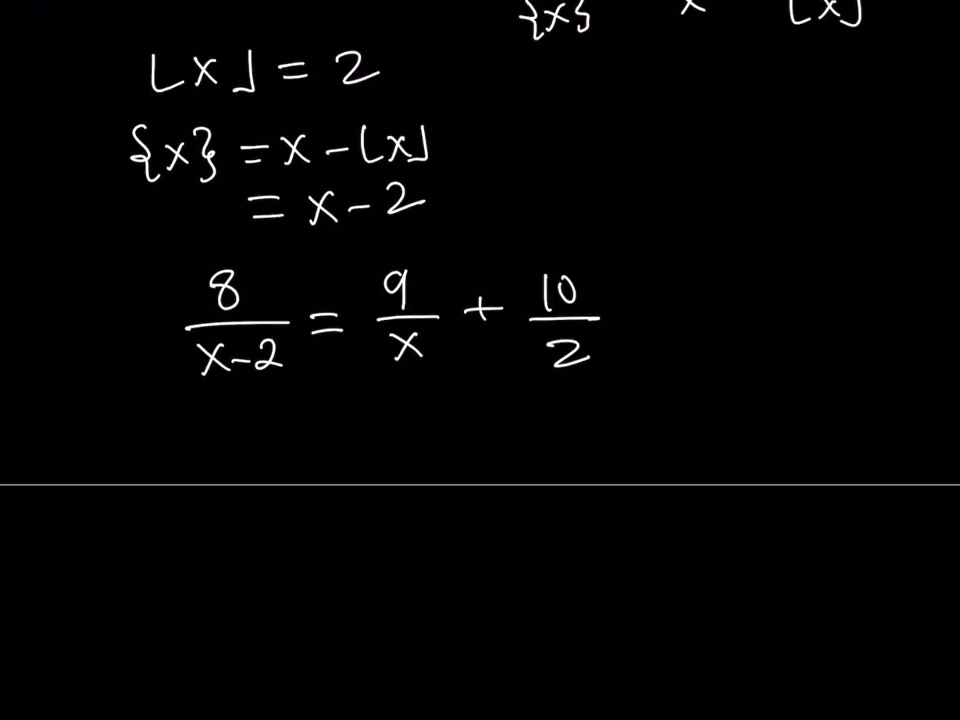 {x} x ⌊x⌋
⌊x⌋ = 2
{x} = x - ⌊x⌋
= x - 2
8/(x-2) = 9/x + 10/2